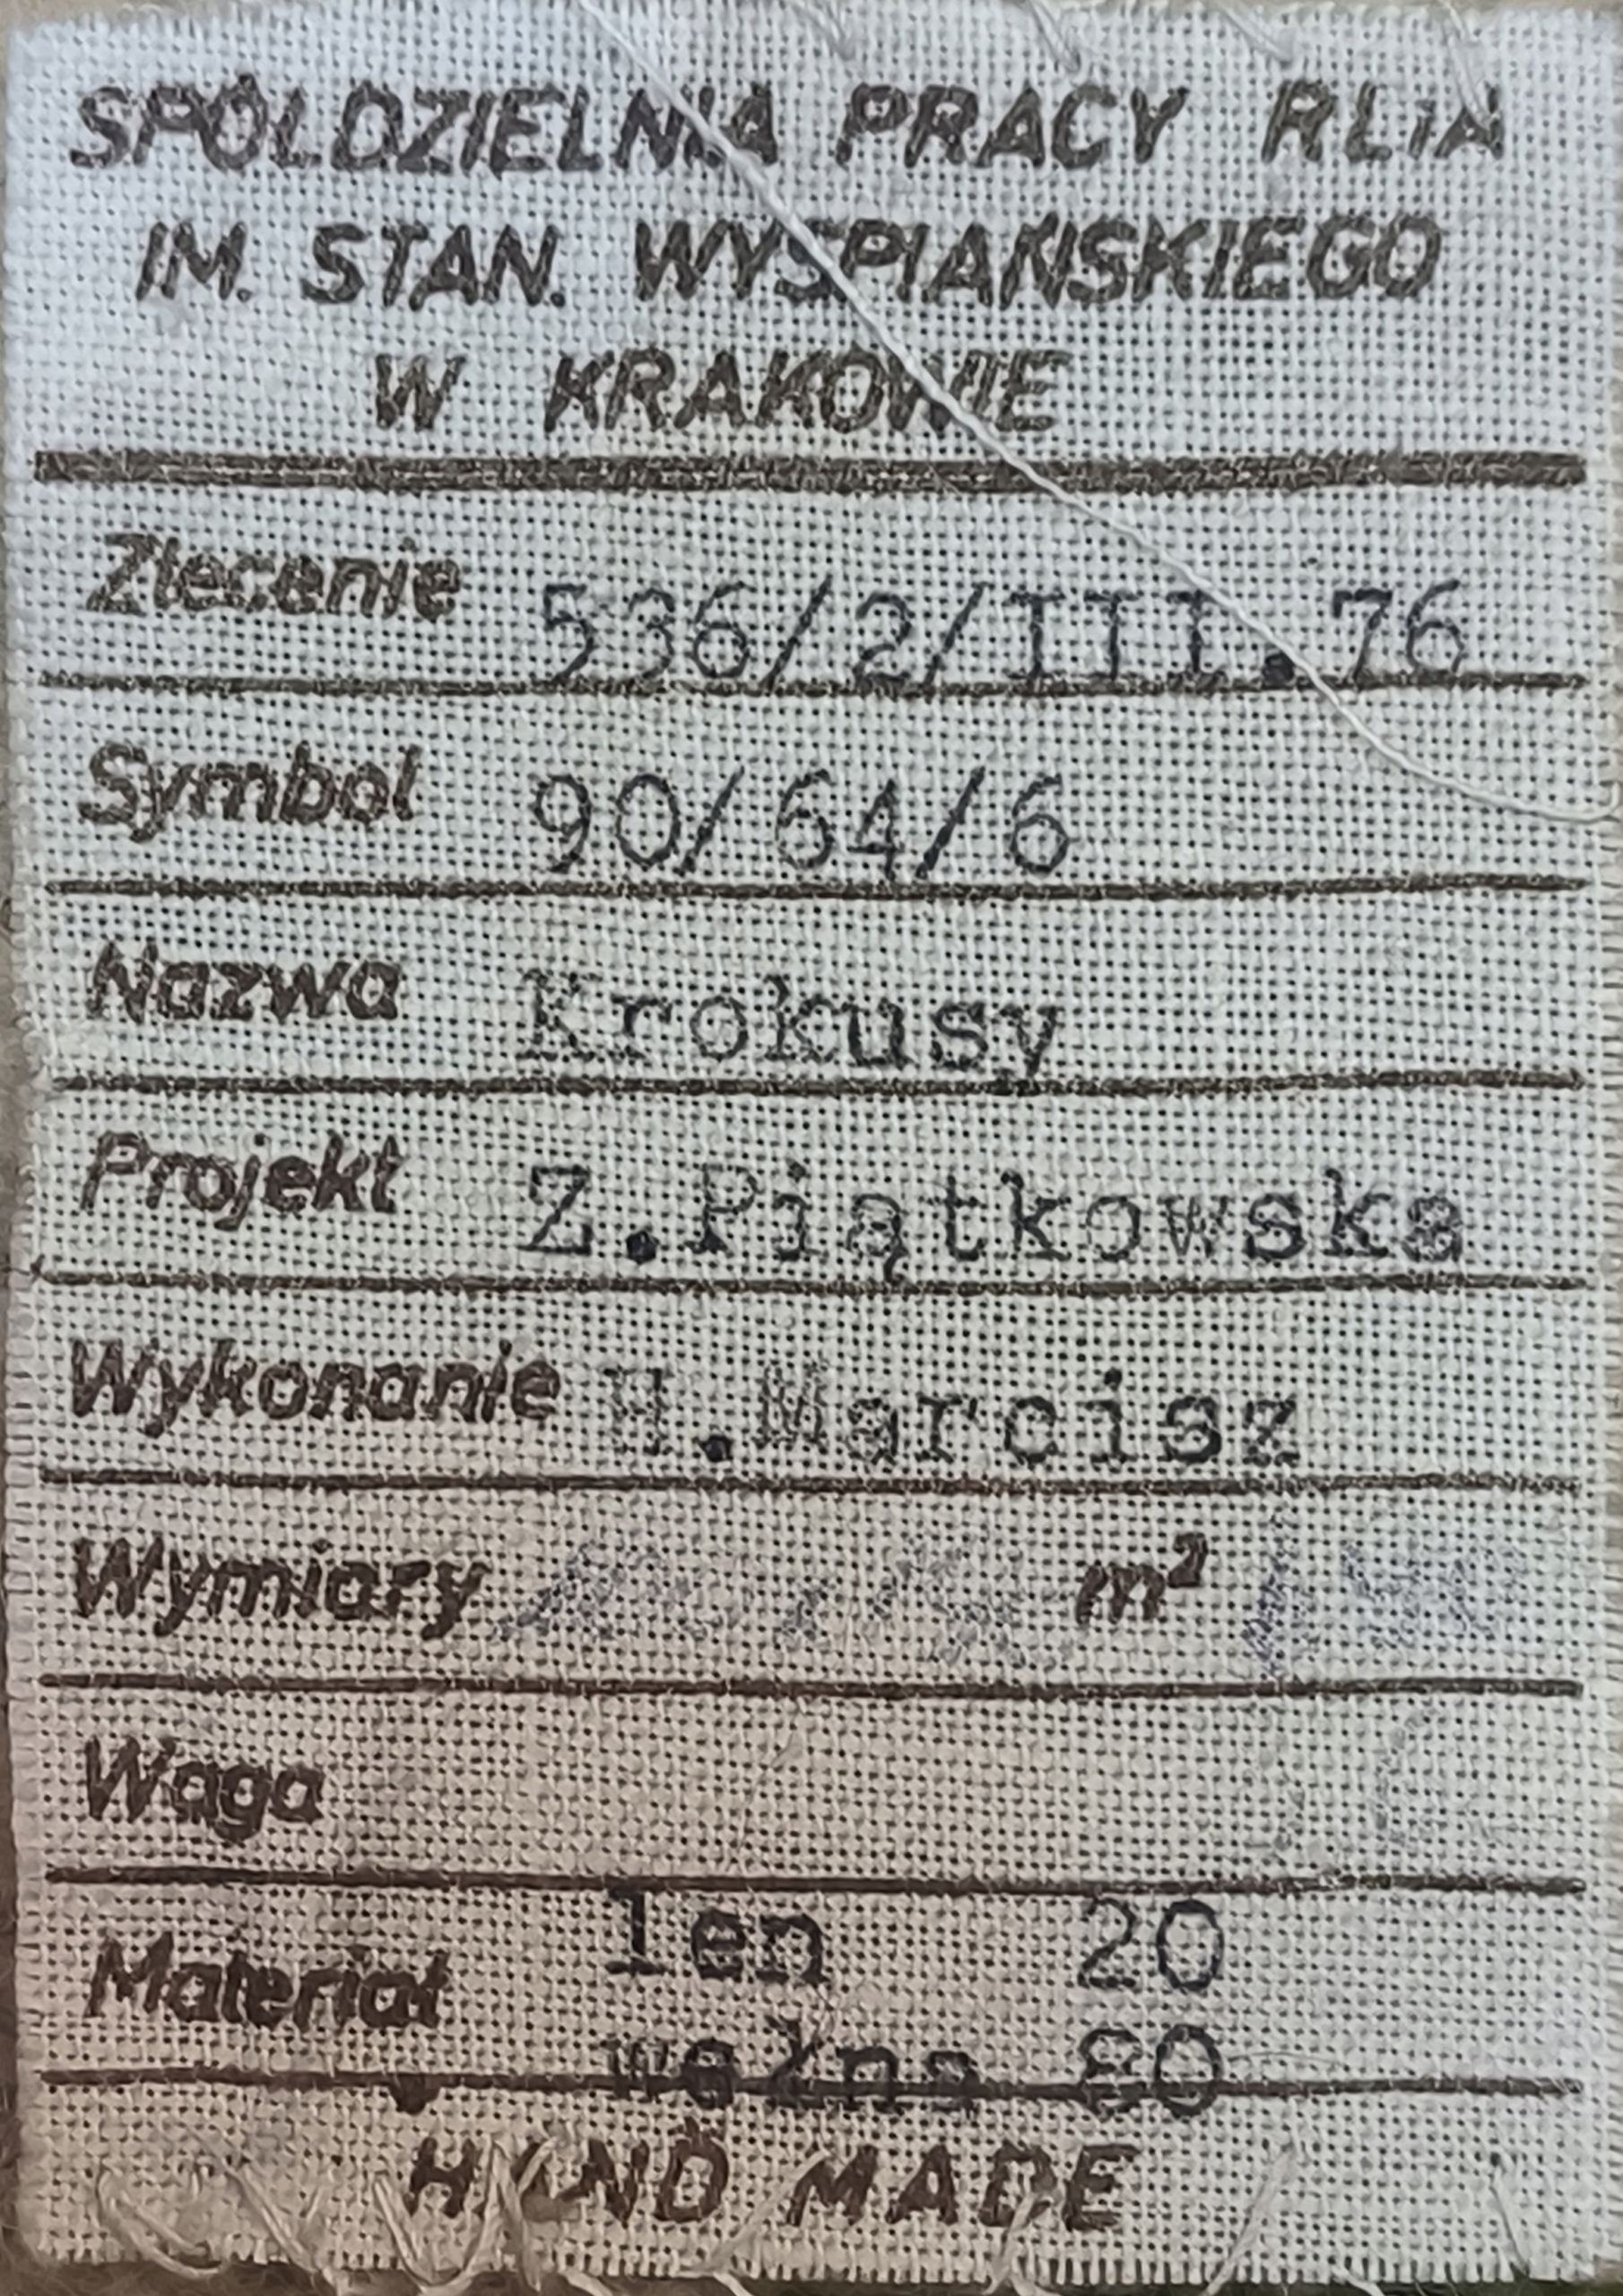 SPÓŁDZIELNIA PRACY RLiA
IM. STAN. WYSPIAŃSKIEGO
W KRAKOWIE
Zlecenie 536/2/III.76
Symbol 90/64/6
Nazwa Krokusy
Projekt Z.Piątkowska
Wykonanie H.Marcisz
Wymiary m²
Waga
Materiał len 20
wełna 80
HAND MADE